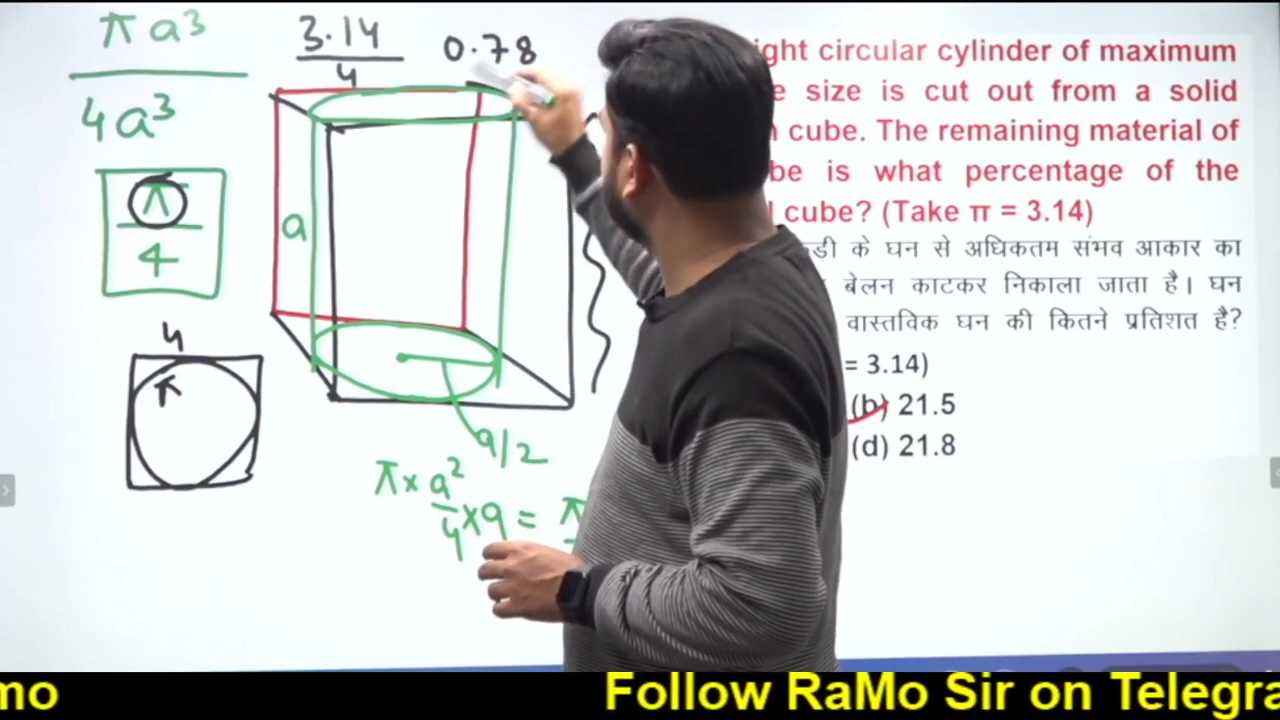 πa³
4a³
3.14
4
0.78
π
4
a
4
π
a/2
π× a²
4 ×a = π
ight circular cylinder of maximum
e size is cut out from a solid
cube. The remaining material of
be is what percentage of the
cube? (Take π = 3.14)
के घन से अधिकतम संभव आकार का
बेलन काटकर निकाला जाता है। घन
वास्तविक घन की कितने प्रतिशत है?
= 3.14)
(b) 21.5
(d) 21.8
mo
Follow RaMo Sir on Telegra